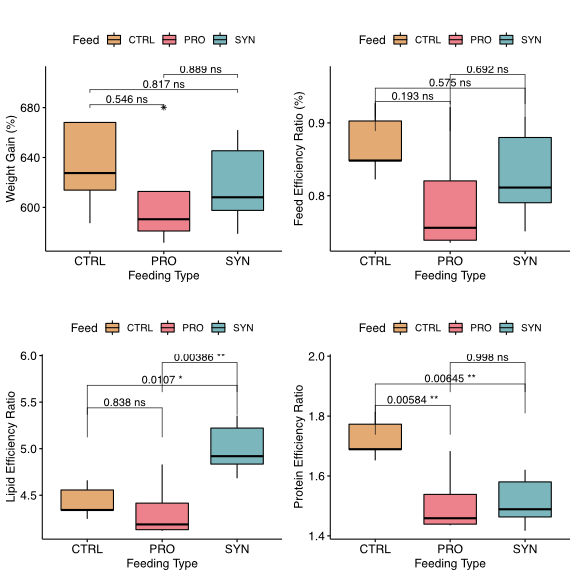 Feed CTRL PRO SYN
Weight Gain (%)
680
640
600
0.889 ns
0.817 ns
0.546 ns
*
CTRL PRO SYN
Feeding Type
Feed CTRL PRO SYN
Feed Efficiency Ratio (%)
0.9
0.8
0.692 ns
0.575 ns
0.193 ns
CTRL PRO SYN
Feeding Type
Feed CTRL PRO SYN
Lipid Efficiency Ratio
6.0
5.5
5.0
4.5
0.00386 **
0.0107 *
0.838 ns
CTRL PRO SYN
Feeding Type
Feed CTRL PRO SYN
Protein Efficiency Ratio
2.0
1.8
1.6
1.4
0.998 ns
0.00645 **
0.00584 **
CTRL PRO SYN
Feeding Type